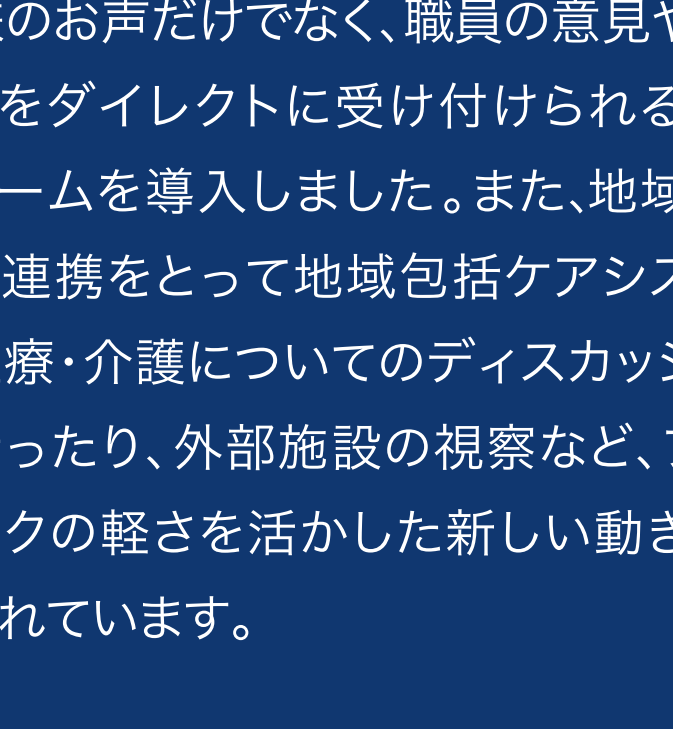 のお声だけでなく、職員の意見
をダイレクトに受け付けられる
ームを導入しました。また、地域
連携をとって地域包括ケアシス
療・介護についてのディスカッシ
ったり、外部施設の視察など、
クの軽さを活かした新しい動き
れています。